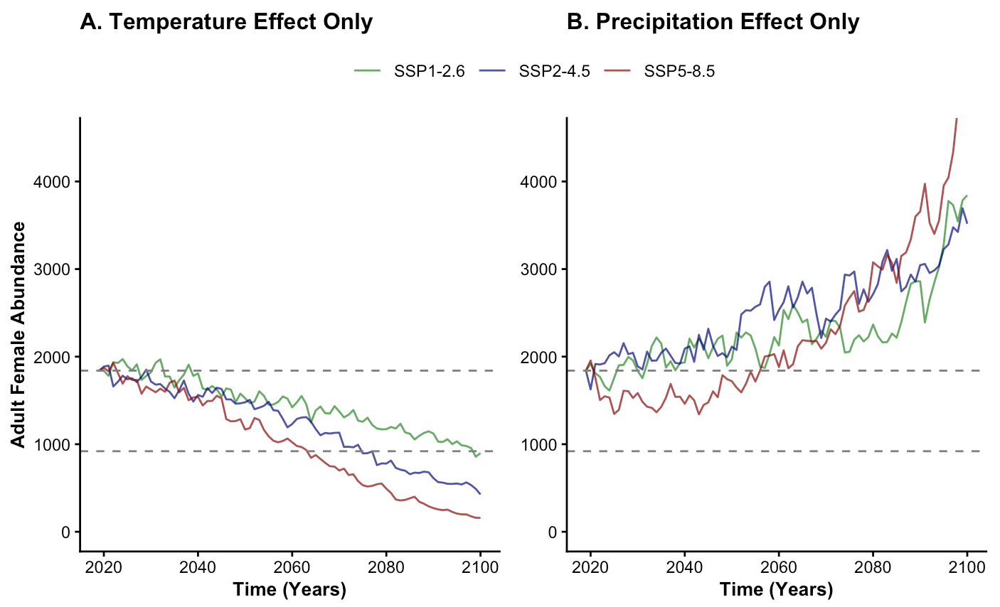 A. Temperature Effect Only
B. Precipitation Effect Only
SSP1-2.6 SSP2-4.5 SSP5-8.5
Adult Female Abundance
4000
3000
2000
1000
0
2020 2040 2060 2080 2100
Time (Years)
4000
3000
2000
1000
0
2020 2040 2060 2080 2100
Time (Years)